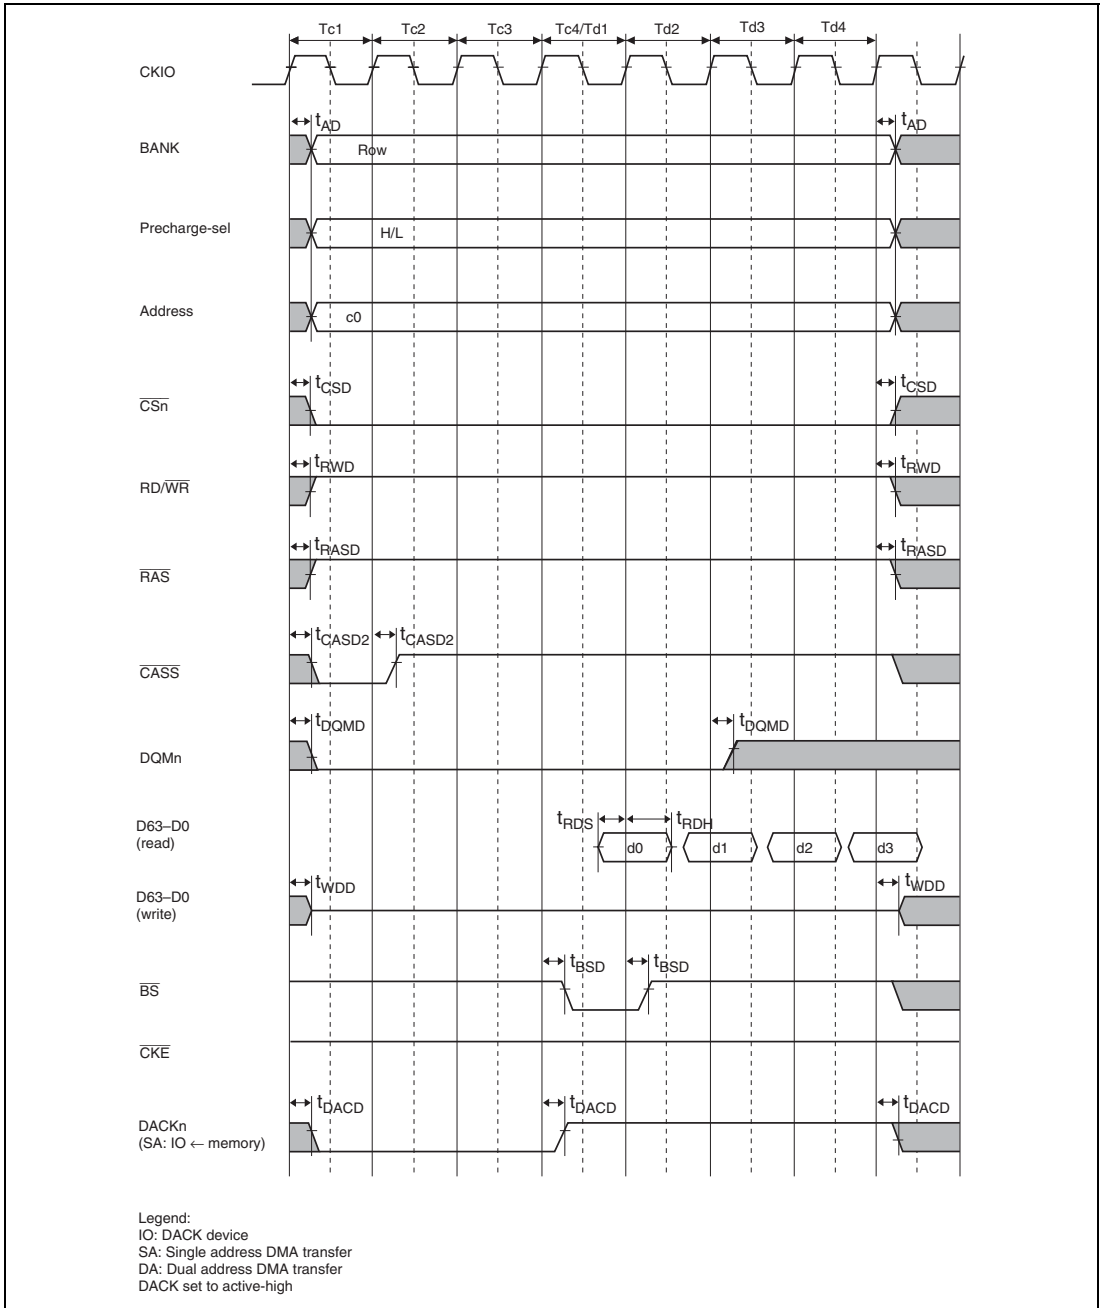 Tc1 Tc2 Tc3 Tc4/Td1 Td2 Td3 Td4
CKIO
tAD tAD
BANK Row
Precharge-sel H/L
Address c0
tCSD tCSD
CSn
tRWD tRWD
RD/WR
tRASD tRASD
RAS
tCASD2 tCASD2
CASS
tDQMD tDQMD
DQMn
D63–D0
(read)
tRDS tRDH
d0 d1 d2 d3
tWDD tWDD
D63–D0
(write)
tBSD tBSD
BS
CKE
tDACD tDACD tDACD
DACKn
(SA: IO ← memory)
Legend:
IO: DACK device
SA: Single address DMA transfer
DA: Dual address DMA transfer
DACK set to active-high